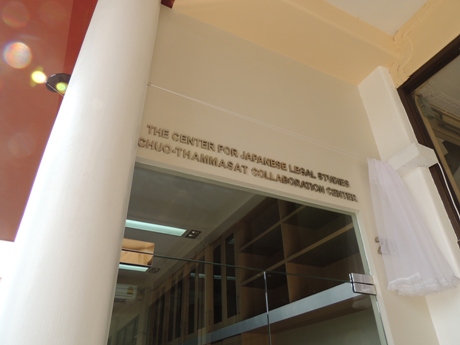 THE CENTER FOR JAPANESE LEGAL STUDIES
CHUO-THAMMASAT COLLABORATION CENTER